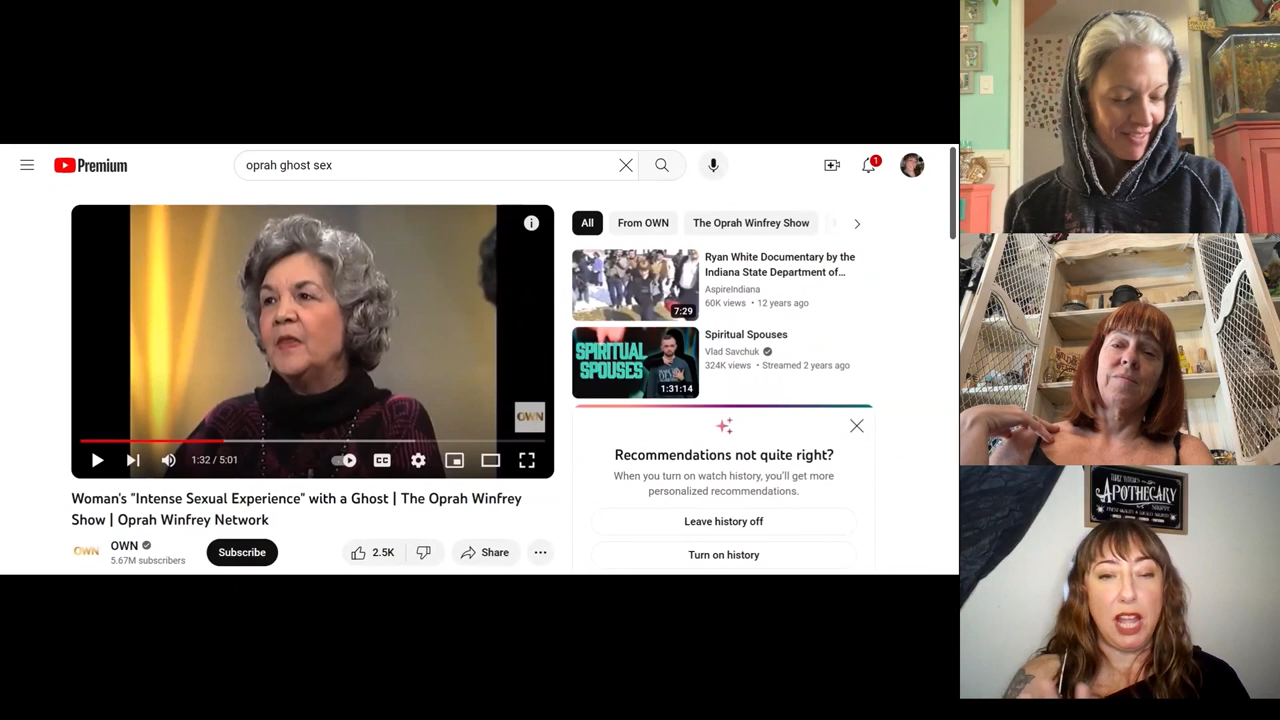 Premium
oprah ghost sex
1
OWN
1:32 / 5:01
CC
Woman's "Intense Sexual Experience" with a Ghost | The Oprah Winfrey
Show | Oprah Winfrey Network
OWN
OWN
5.67M subscribers
Subscribe
2.5K
Share
All
From OWN
The Oprah Winfrey Show
Ryan White Documentary by the
Indiana State Department of...
AspireIndiana
60K views • 12 years ago
7:29
SPIRITUAL
SPOUSES
1:31:14
Spiritual Spouses
Vlad Savchuk
324K views • Streamed 2 years ago
Recommendations not quite right?
When you turn on watch history, you'll get more
personalized recommendations.
Leave history off
Turn on history
APOTHECARY